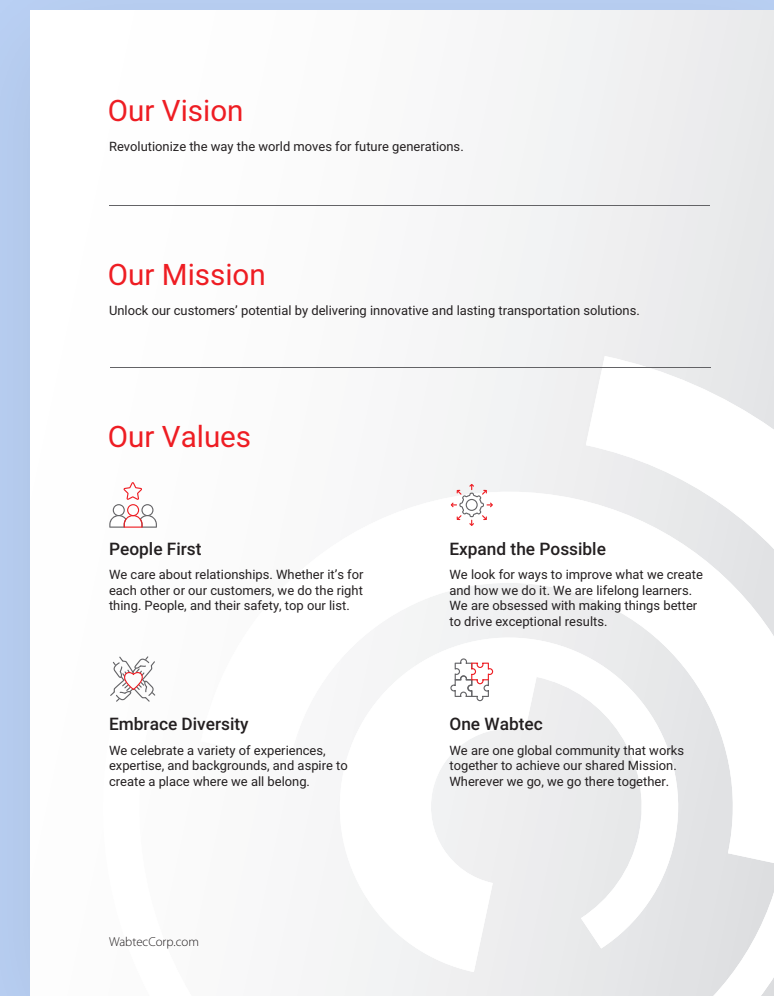 Our Vision
Revolutionize the way the world moves for future generations.
Our Mission
Unlock our customers’ potential by delivering innovative and lasting transportation solutions.
Our Values
People First
We care about relationships. Whether it’s for
each other or our customers, we do the right
thing. People, and their safety, top our list.
Expand the Possible
We look for ways to improve what we create
and how we do it. We are lifelong learners.
We are obsessed with making things better
to drive exceptional results.
Embrace Diversity
We celebrate a variety of experiences,
expertise, and backgrounds, and aspire to
create a place where we all belong.
One Wabtec
We are one global community that works
together to achieve our shared Mission.
Wherever we go, we go there together.
WabtecCorp.com